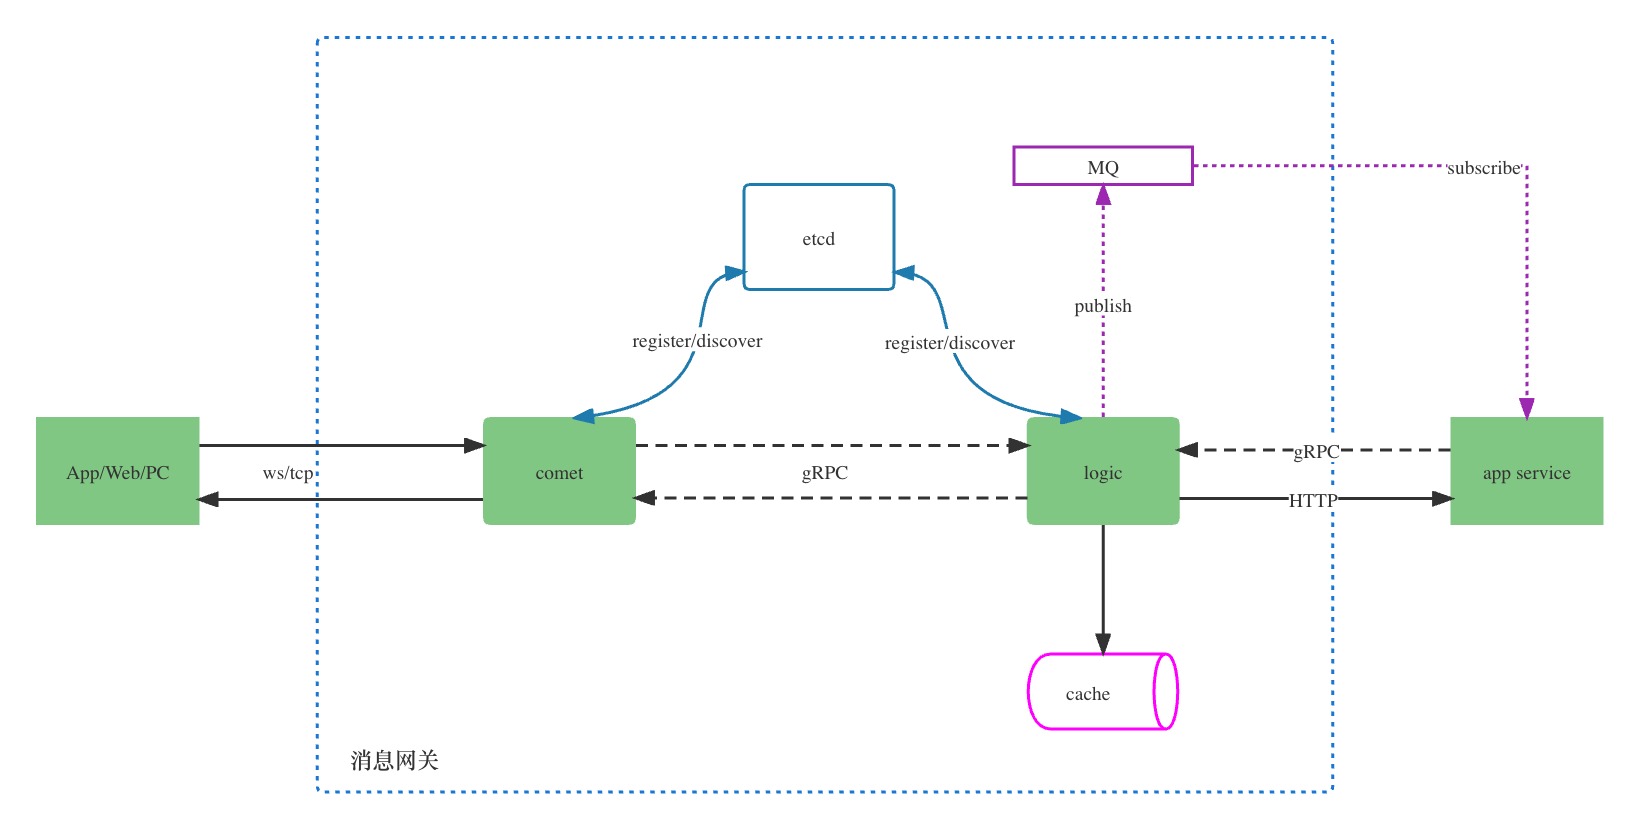 MQ
subscribe
etcd
publish
register/discover
register/discover
App/Web/PC
ws/tcp
comet
gRPC
logic
gRPC
HTTP
app service
cache
消息网关